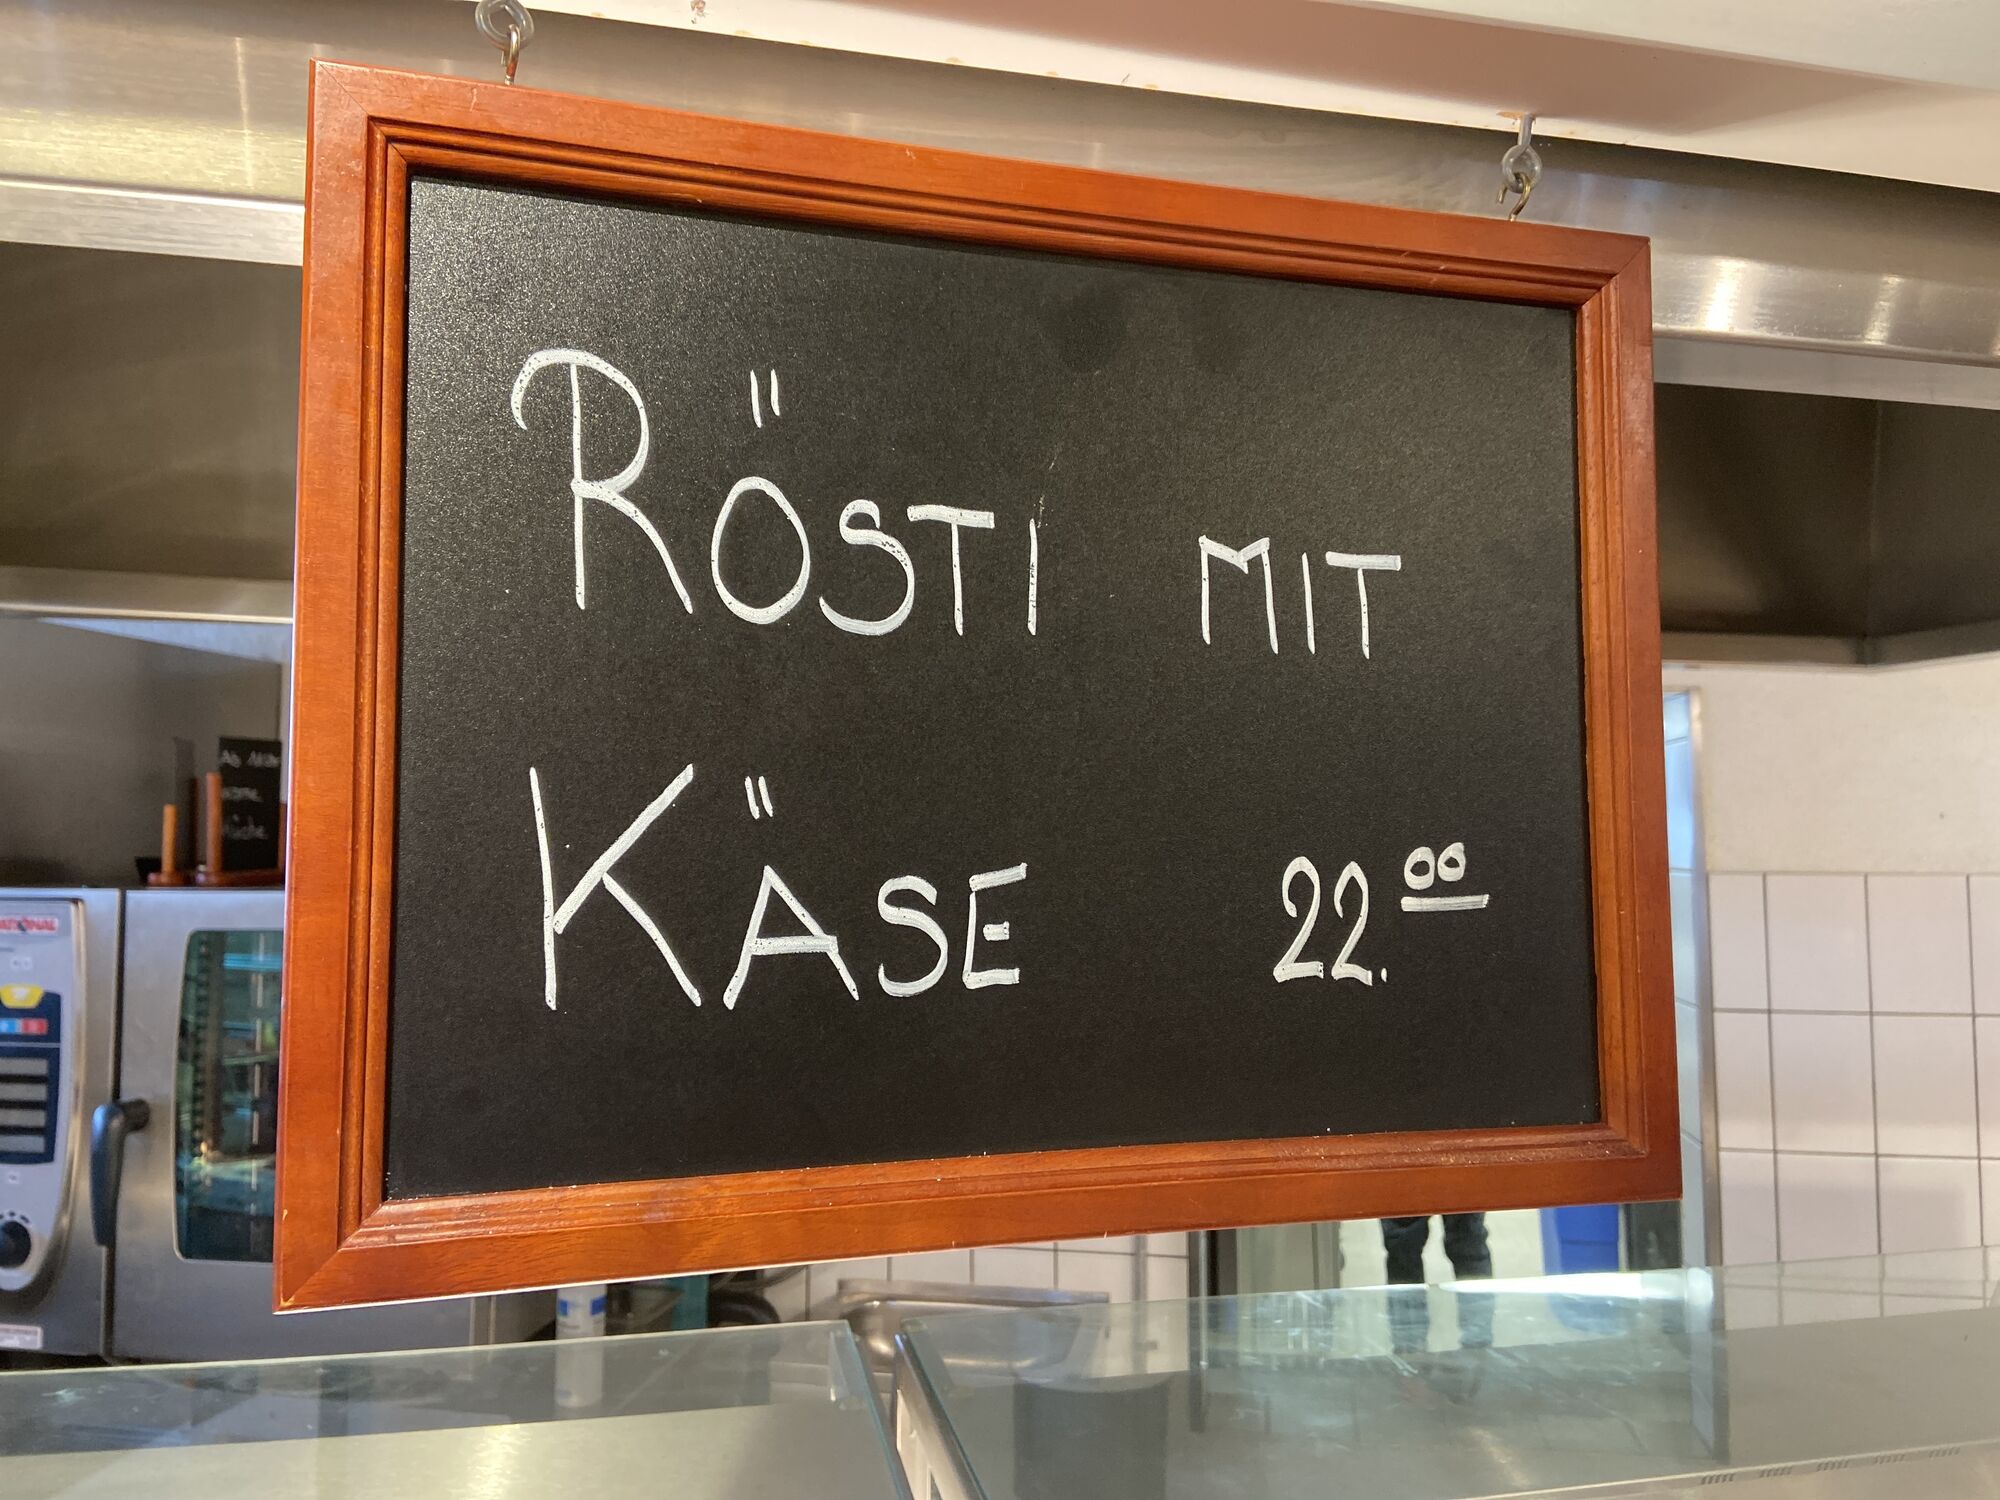 RÖSTI MIT
KÄSE 22.00